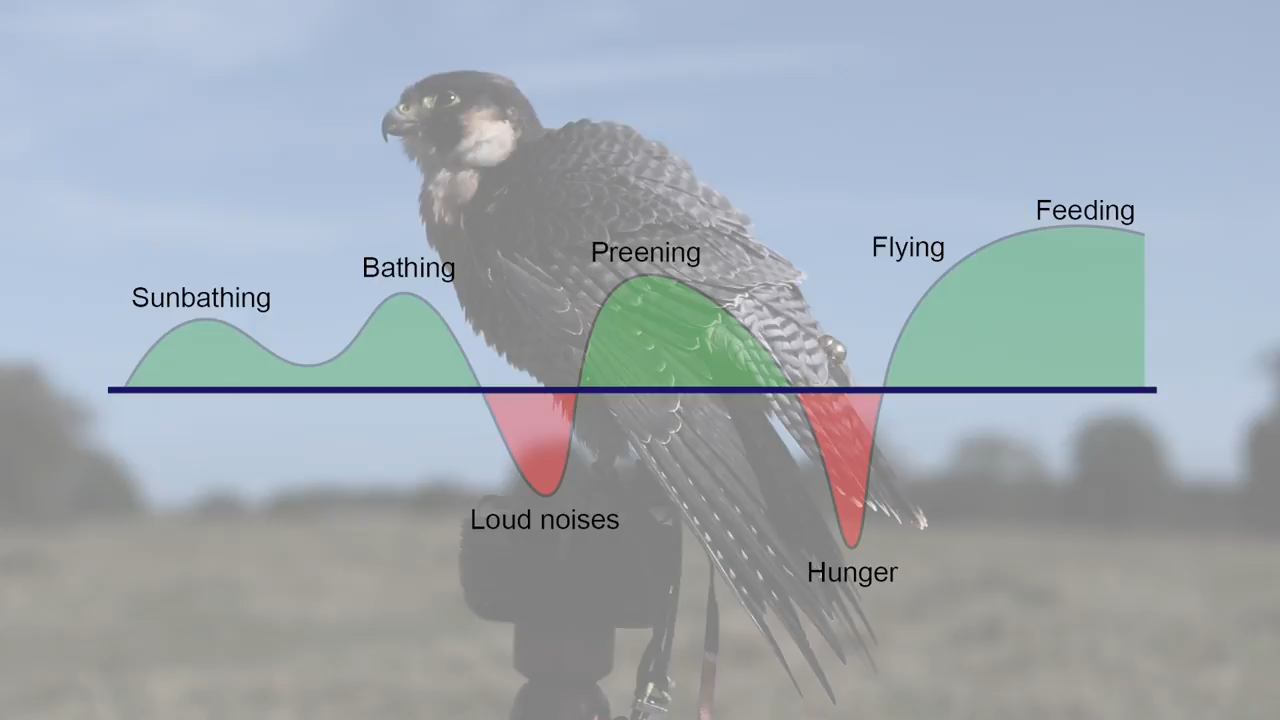 Sunbathing
Bathing
Loud noises
Preening
Hunger
Flying
Feeding